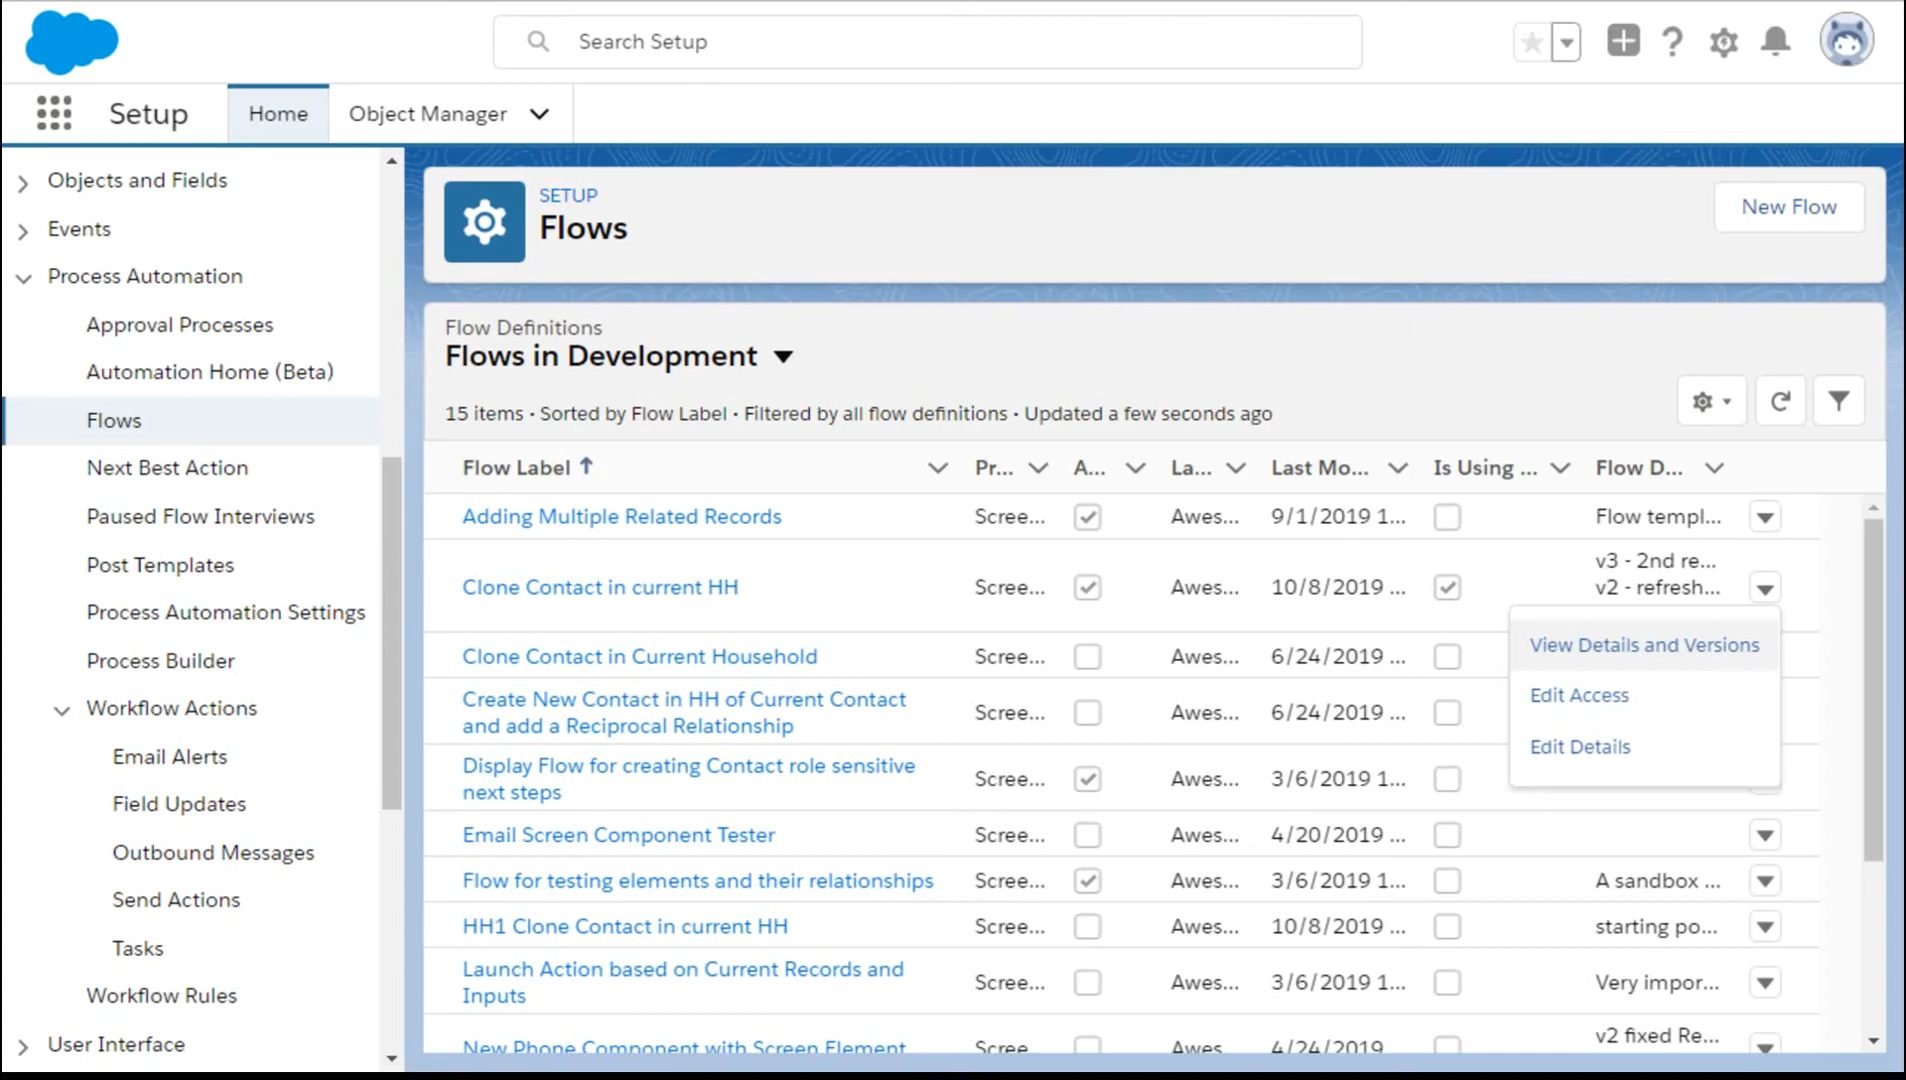 Search Setup
Setup
Home
Object Manager
Objects and Fields
Events
Process Automation
Approval Processes
Automation Home (Beta)
Flows
Next Best Action
Paused Flow Interviews
Post Templates
Process Automation Settings
Process Builder
Workflow Actions
Email Alerts
Field Updates
Outbound Messages
Send Actions
Tasks
Workflow Rules
User Interface
SETUP
Flows
New Flow
Flow Definitions
Flows in Development
15 items · Sorted by Flow Label · Filtered by all flow definitions · Updated a few seconds ago
Flow Label Pr... A... La... Last Mo... Is Using ... Flow D...
Adding Multiple Related Records Scree... Awes... 9/1/2019 1... Flow templ...
v3 - 2nd re...
Clone Contact in current HH Scree... Awes... 10/8/2019 ... v2 - refresh...
View Details and Versions
Edit Access
Edit Details
Clone Contact in Current Household Scree... Awes... 6/24/2019 ...
Create New Contact in HH of Current Contact
and add a Reciprocal Relationship Scree... Awes... 6/24/2019 ...
Display Flow for creating Contact role sensitive
next steps Scree... Awes... 3/6/2019 1...
Email Screen Component Tester Scree... Awes... 4/20/2019 ...
Flow for testing elements and their relationships Scree... Awes... 3/6/2019 1... A sandbox ...
HH1 Clone Contact in current HH Scree... Awes... 10/8/2019 ... starting po...
Launch Action based on Current Records and
Inputs Scree... Awes... 3/6/2019 1... Very impor...
v2 fixed Re...
New Phone Component with Screen Element Scree Awes 4/24/2019